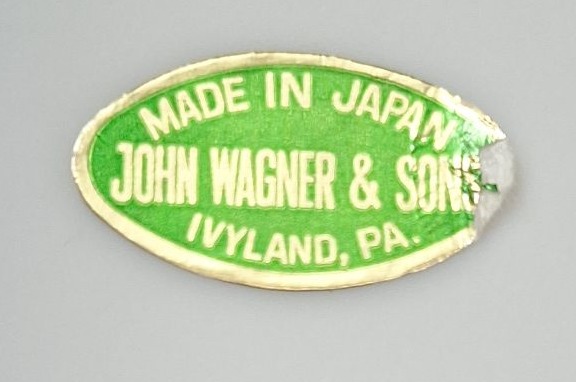 MADE IN JAPAN
JOHN WAGNER & SONS
IVYLAND, PA.